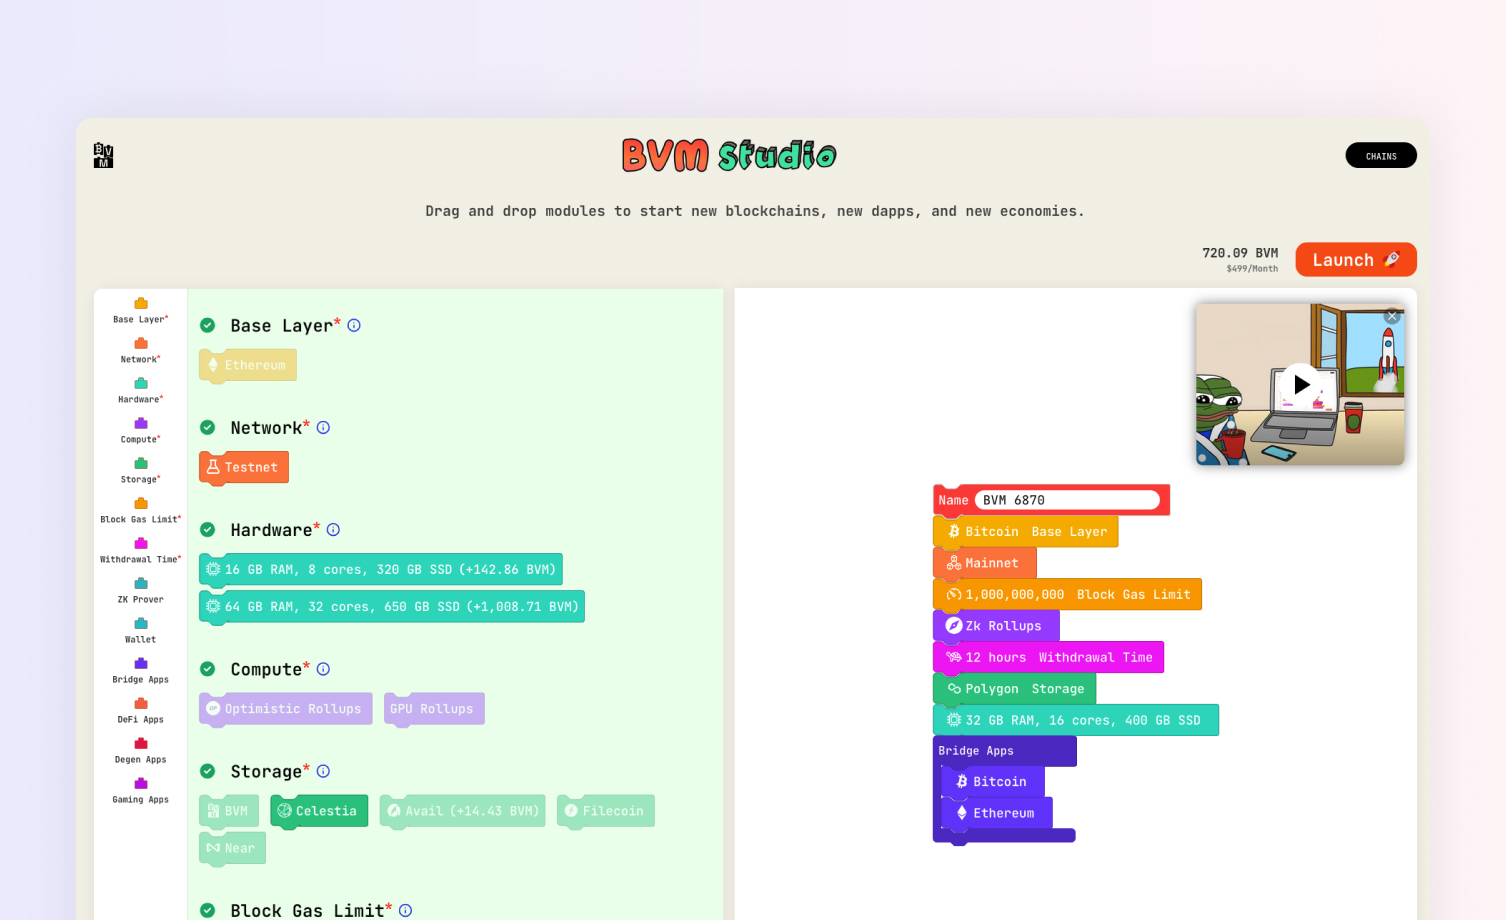 BVM
BVM Studio
CHAINS
Drag and drop modules to start new blockchains, new dapps, and new economies.
720.09 BVM
$499/Month
Launch 🚀
Base Layer*
Network*
Hardware*
Compute*
Storage*
Block Gas Limit*
Withdrawal Time*
ZK Prover
Wallet
Bridge Apps
DeFi Apps
Degen Apps
Gaming Apps
Base Layer*
Ethereum
Network*
Testnet
Hardware*
16 GB RAM, 8 cores, 320 GB SSD (+142.86 BVM)
64 GB RAM, 32 cores, 650 GB SSD (+1,008.71 BVM)
Compute*
OP Optimistic Rollups GPU Rollups
Storage*
BVM Celestia Avail (+14.43 BVM) Filecoin
Near
Block Gas Limit*
Name BVM 6870
Bitcoin Base Layer
Mainnet
1,000,000,000 Block Gas Limit
Zk Rollups
12 hours Withdrawal Time
Polygon Storage
32 GB RAM, 16 cores, 400 GB SSD
Bridge Apps
Bitcoin
Ethereum